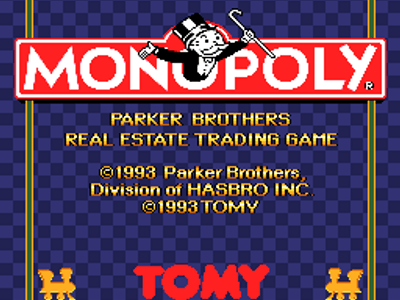 MONOPOLY®
PARKER BROTHERS
REAL ESTATE TRADING GAME
©1993 Parker Brothers,
Division of HASBRO INC.
©1993 TOMY
TOMY